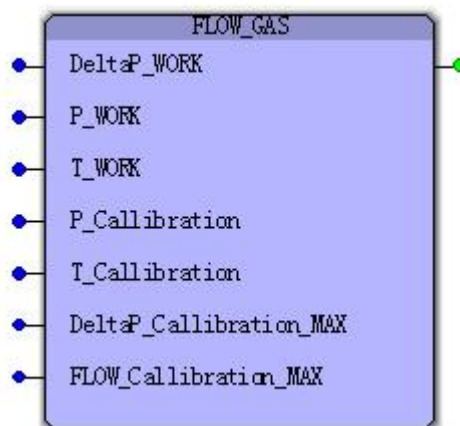 FLOW_GAS
DeltaP_WORK
P_WORK
T_WORK
P_Callibration
T_Callibration
DeltaP_Callibration_MAX
FLOW_Callibration_MAX